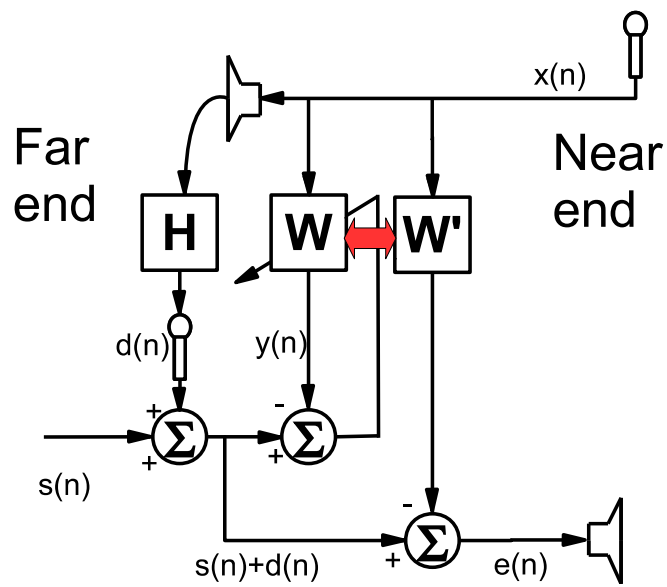 x(n)
Far
end
Near
end
H
W
W'
d(n)
y(n)
+
-
Σ
Σ
+
+
s(n)
-
Σ
+
s(n)+d(n)
e(n)